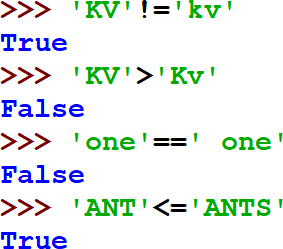 >>> 'KV'!='kv'
True
>>> 'KV'>'Kv'
False
>>> 'one'==' one'
False
>>> 'ANT'<='ANTS'
True